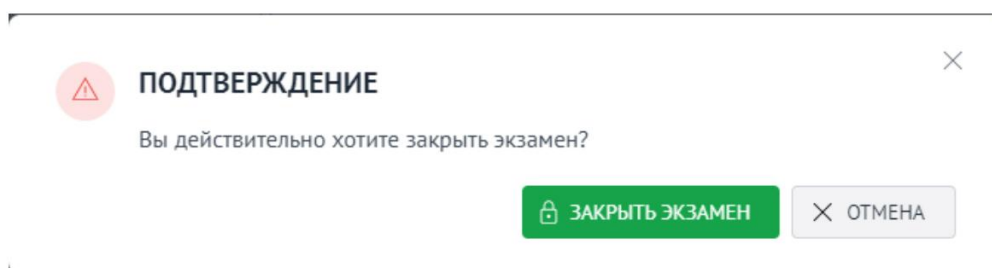 ПОДТВЕРЖДЕНИЕ
Вы действительно хотите закрыть экзамен?
ЗАКРЫТЬ ЭКЗАМЕН
ОТМЕНА